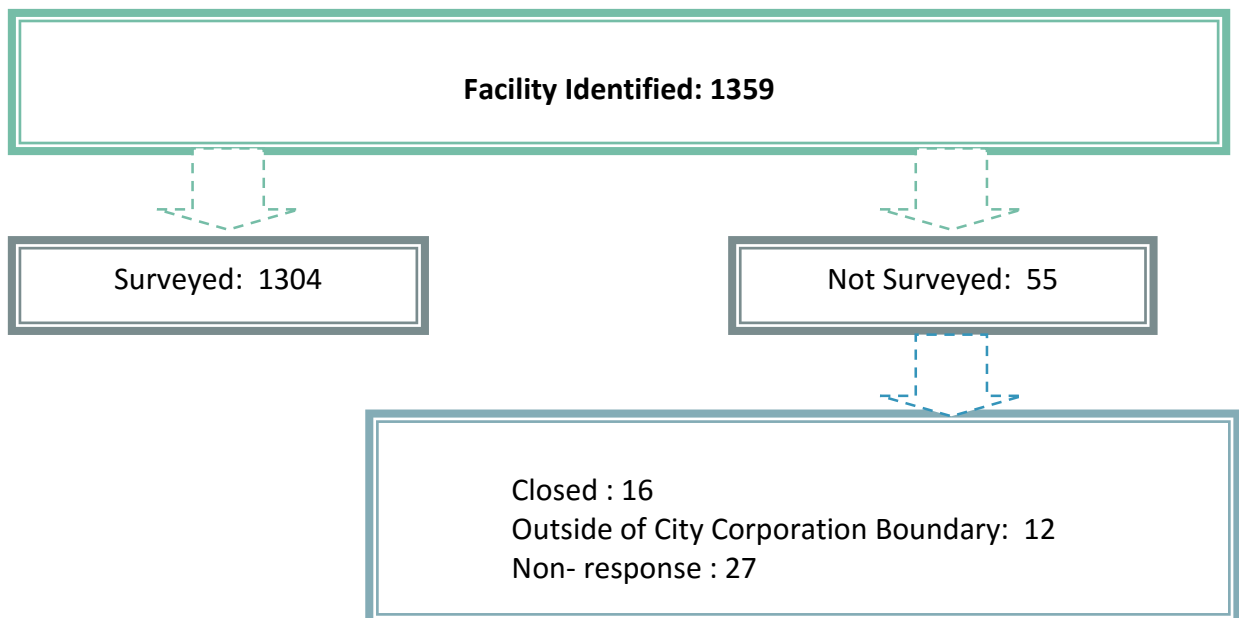 Facility Identified: 1359
Surveyed: 1304
Not Surveyed: 55
Closed : 16
Outside of City Corporation Boundary: 12
Non- response : 27